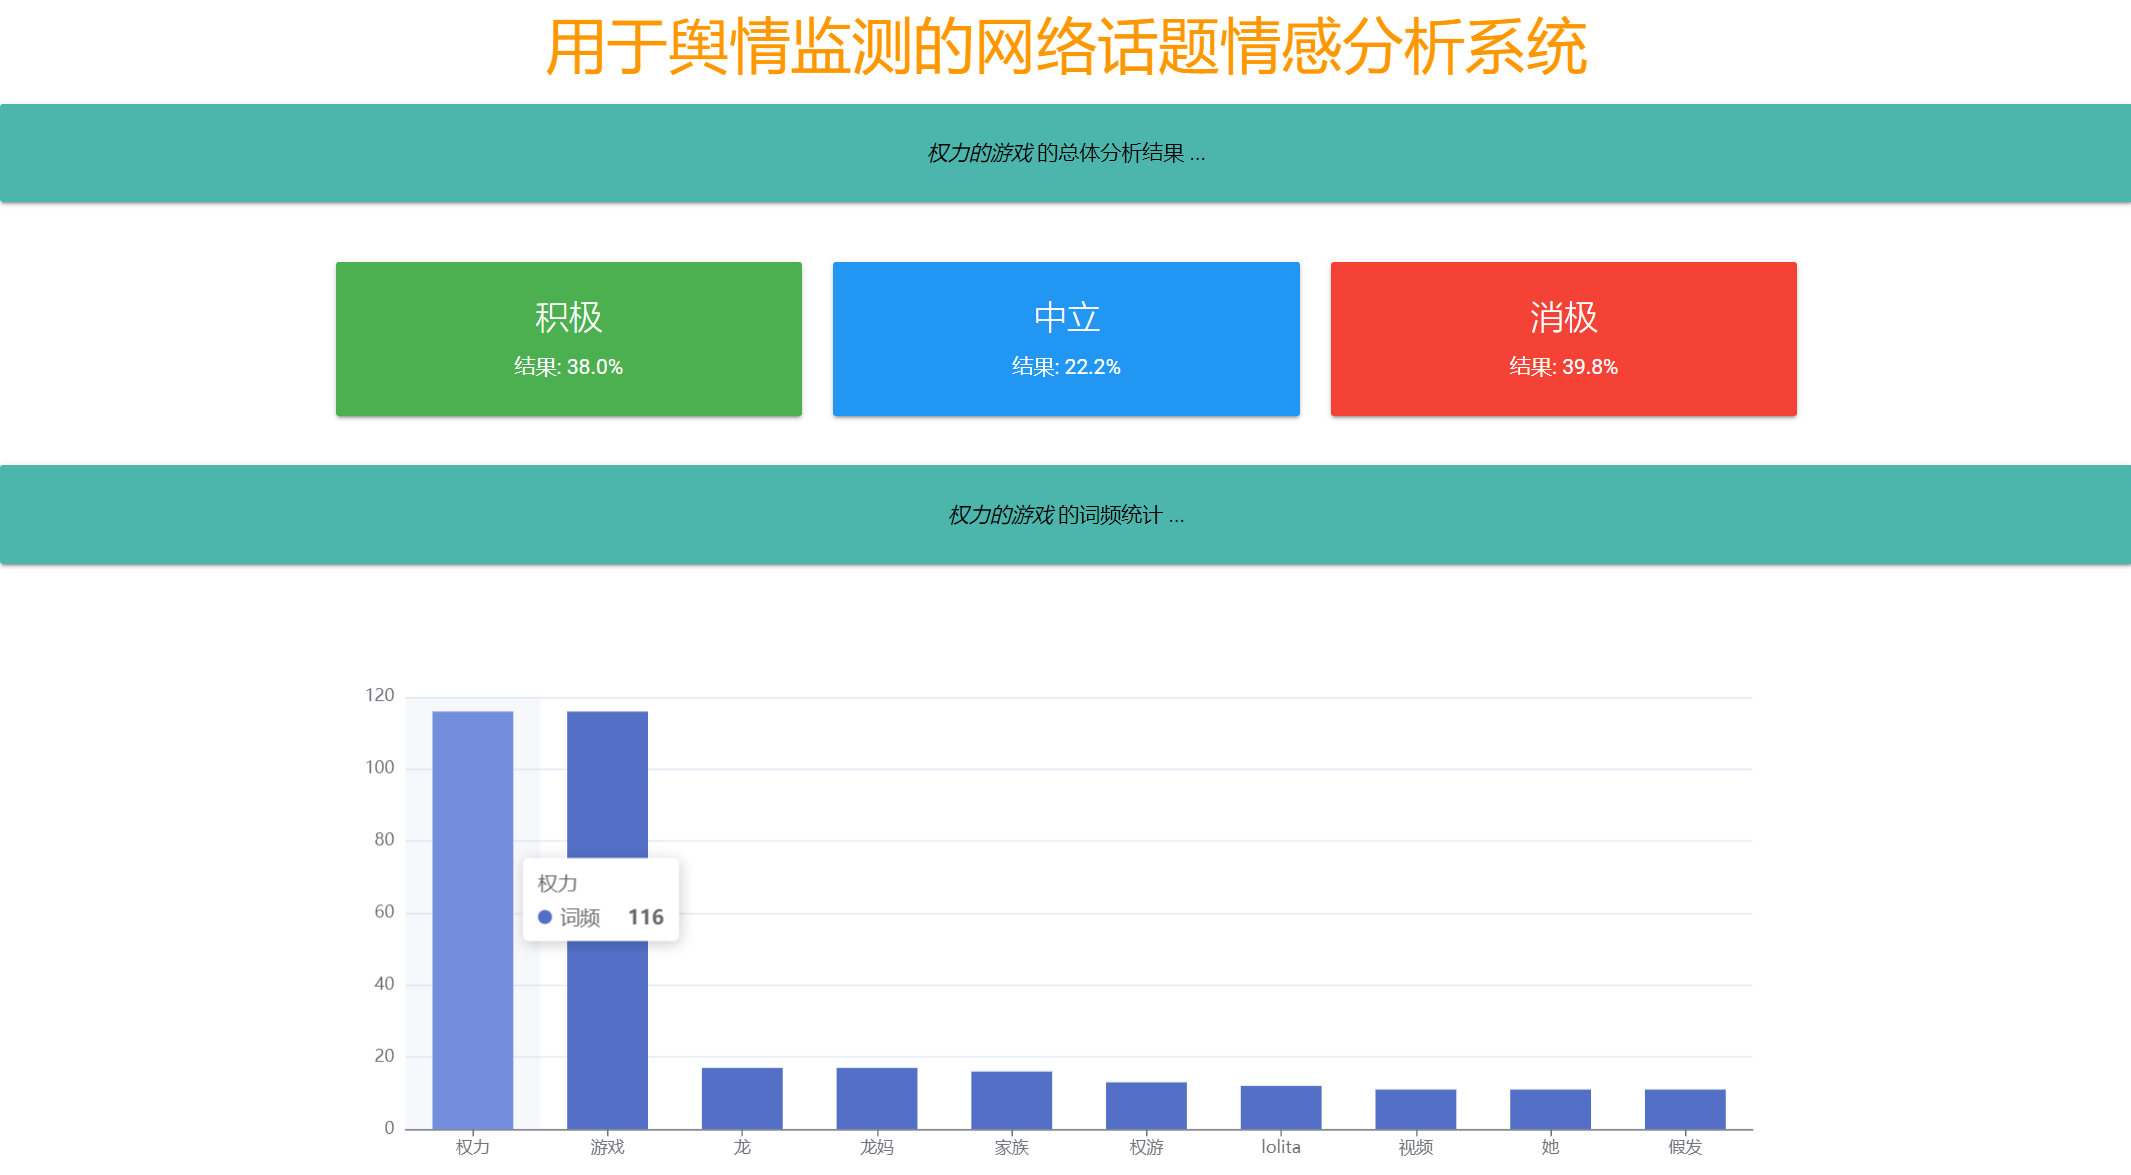 用于舆情监测的网络话题情感分析系统
权力的游戏 的总体分析结果 ...
积极
结果: 38.0%
中立
结果: 22.2%
消极
结果: 39.8%
权力的游戏 的词频统计 ...
120
100
80
60
40
20
0
权力
词频 116
权力 游戏 龙 龙妈 家族 权游 lolita 视频 她 假发